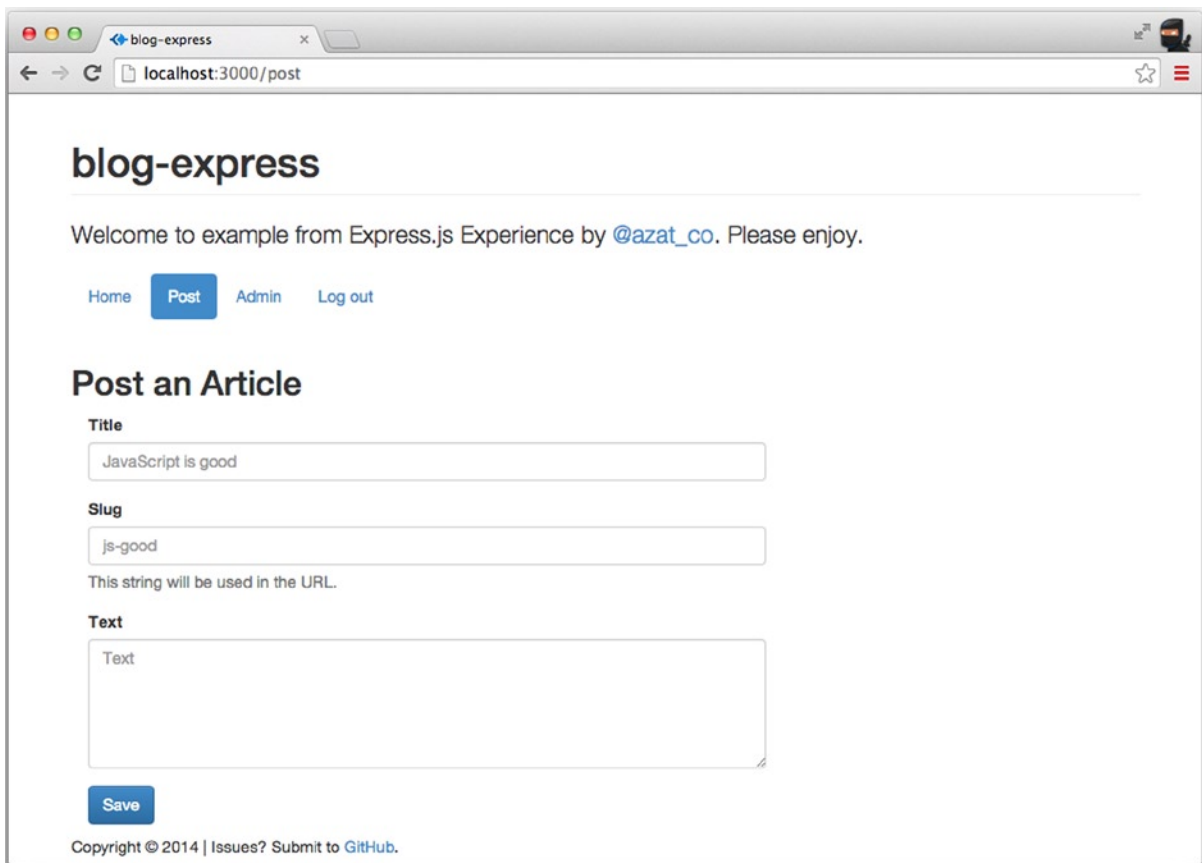 blog-express
localhost:3000/post
blog-express
Welcome to example from Express.js Experience by @azat_co. Please enjoy.
Home Post Admin Log out
Post an Article
Title
JavaScript is good
Slug
js-good
This string will be used in the URL.
Text
Text
Save
Copyright © 2014 | Issues? Submit to GitHub.